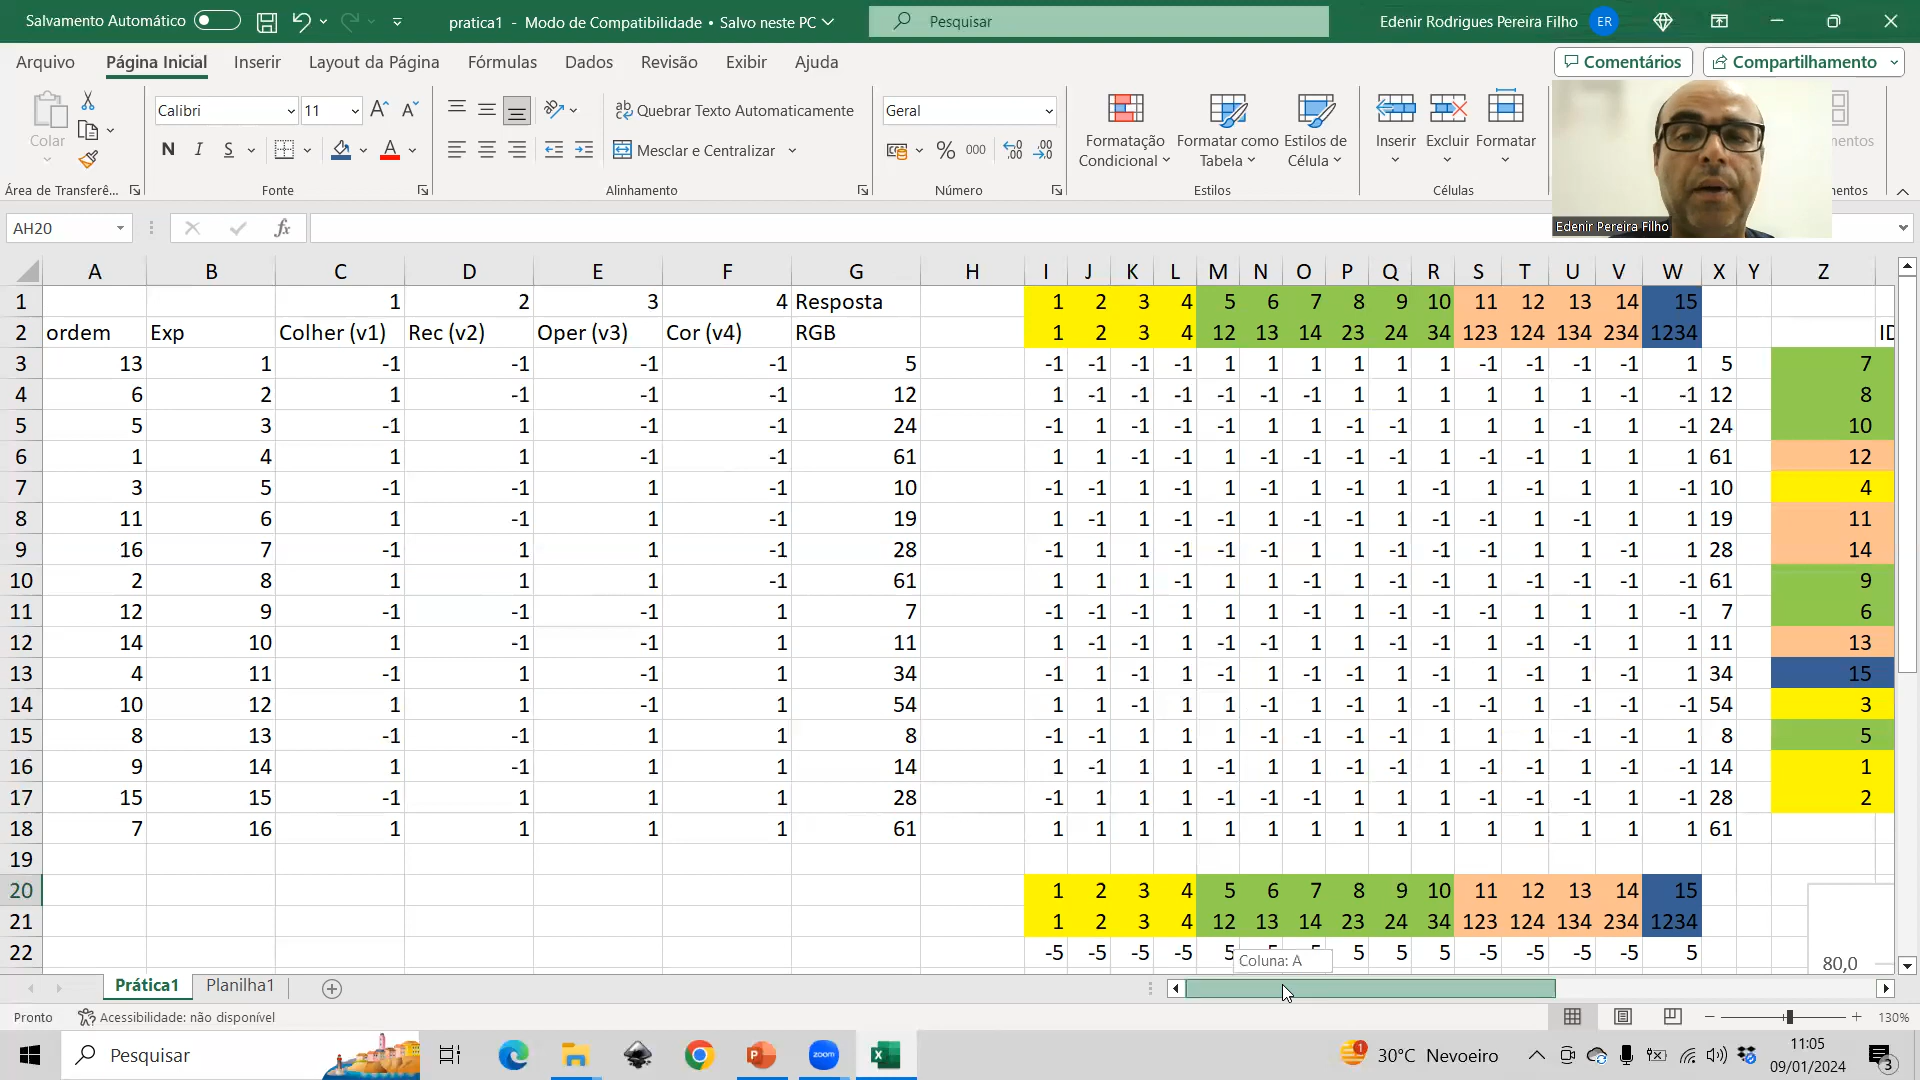 Salvamento Automático
pratica1 - Modo de Compatibilidade • Salvo neste PC
Pesquisar
Edenir Rodrigues Pereira Filho ER
Arquivo Página Inicial Inserir Layout da Página Fórmulas Dados Revisão Exibir Ajuda
Comentários Compartilhamento
Calibri 11 Quebrar Texto Automaticamente Geral
Colar N I S Mesclar e Centralizar % 000
Formatação Condicional Formatar como Tabela Estilos de Célula Inserir Excluir Formatar
Área de Transferê... Fonte Alinhamento Número Estilos Células
Edenir Pereira Filho
AH20 fx
A B C D E F G H I J K L M N O P Q R S T U V W X Y Z
1 1 2 3 4 Resposta 1 2 3 4 5 6 7 8 9 10 11 12 13 14 15
2 ordem Exp Colher (v1) Rec (v2) Oper (v3) Cor (v4) RGB 1 2 3 4 12 13 14 23 24 34 123 124 134 234 1234
3 13 1 -1 -1 -1 -1 5 -1 -1 -1 -1 1 1 1 1 1 1 -1 -1 -1 -1 1 5 7
4 6 2 1 -1 -1 -1 12 1 -1 -1 -1 -1 -1 -1 1 1 1 1 1 1 -1 -1 12 8
5 5 3 -1 1 -1 -1 24 -1 1 -1 -1 -1 1 1 -1 -1 1 1 1 -1 1 -1 24 10
6 1 4 1 1 -1 -1 61 1 1 -1 -1 1 -1 -1 -1 -1 1 -1 -1 1 1 1 61 12
7 3 5 -1 -1 1 -1 10 -1 -1 1 -1 1 -1 1 -1 1 -1 1 -1 1 1 -1 10 4
8 11 6 1 -1 1 -1 19 1 -1 1 -1 -1 1 -1 -1 1 -1 -1 1 -1 1 1 19 11
9 16 7 -1 1 1 -1 28 -1 1 1 -1 -1 -1 1 1 -1 -1 -1 1 1 -1 1 28 14
10 2 8 1 1 1 -1 61 1 1 1 -1 1 1 -1 1 -1 -1 1 -1 -1 -1 -1 61 9
11 12 9 -1 -1 -1 1 7 -1 -1 -1 1 1 1 -1 1 -1 -1 -1 1 1 1 -1 7 6
12 14 10 1 -1 -1 1 11 1 -1 -1 1 -1 -1 1 1 -1 -1 1 -1 -1 1 1 11 13
13 4 11 -1 1 -1 1 34 -1 1 -1 1 -1 1 -1 -1 1 -1 1 -1 1 -1 1 34 15
14 10 12 1 1 -1 1 54 1 1 -1 1 1 -1 1 -1 1 -1 -1 1 -1 -1 -1 54 3
15 8 13 -1 -1 1 1 8 -1 -1 1 1 1 -1 -1 -1 -1 1 1 1 -1 -1 1 8 5
16 9 14 1 -1 1 1 14 1 -1 1 1 -1 1 1 -1 -1 1 -1 -1 1 -1 -1 14 1
17 15 15 -1 1 1 1 28 -1 1 1 1 -1 -1 -1 1 1 1 -1 -1 -1 1 -1 28 2
18 7 16 1 1 1 1 61 1 1 1 1 1 1 1 1 1 1 1 1 1 1 1 61
19
20 1 2 3 4 5 6 7 8 9 10 11 12 13 14 15
21 1 2 3 4 12 13 14 23 24 34 123 124 134 234 1234
22 -5 -5 -5 -5 5 5 5 5 -5 -5 -5 -5 5
Coluna: A
80,0
Prática1 Planilha1
Pronto Acessibilidade: não disponível 130%
Pesquisar zoom 1 30°C Nevoeiro 11:05
09/01/2024 3